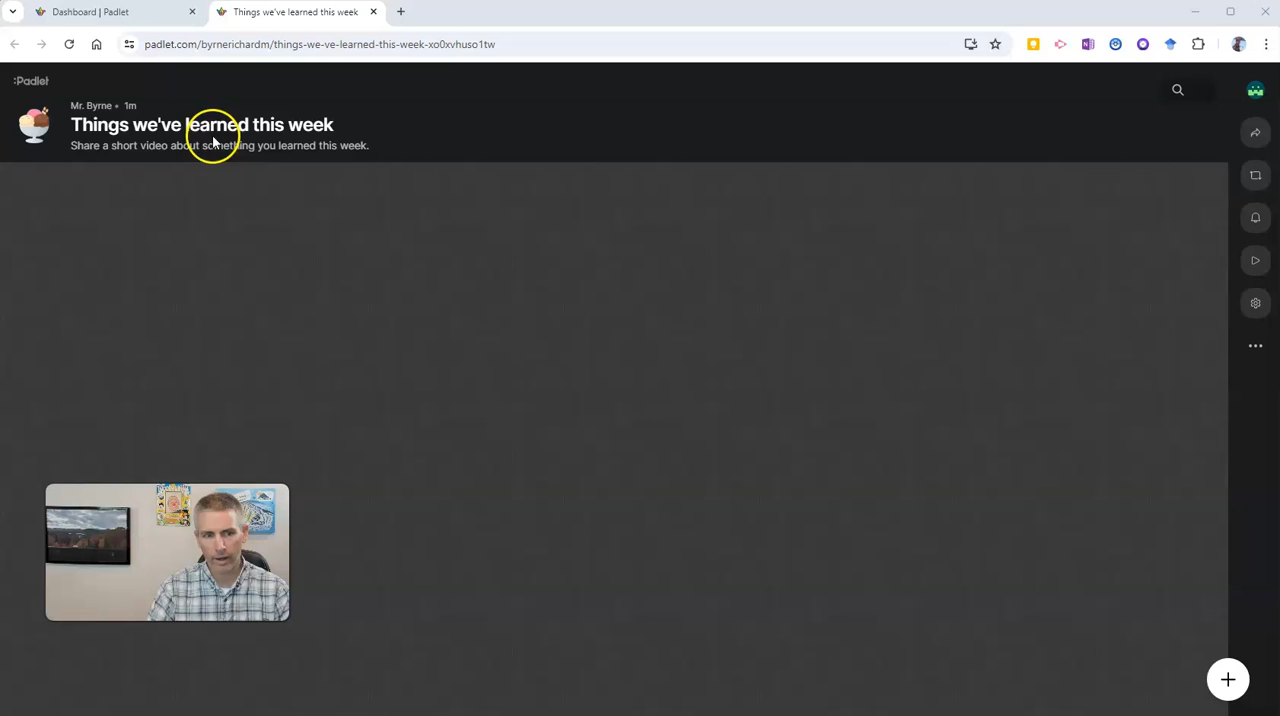 Dashboard | Padlet
Things we've learned this week
padlet.com/byrnerichardm/things-we-ve-learned-this-week-xo0xvhuso1tw
:Padlet
Mr. Byrne • 1m
Things we've learned this week
Share a short video about something you learned this week.